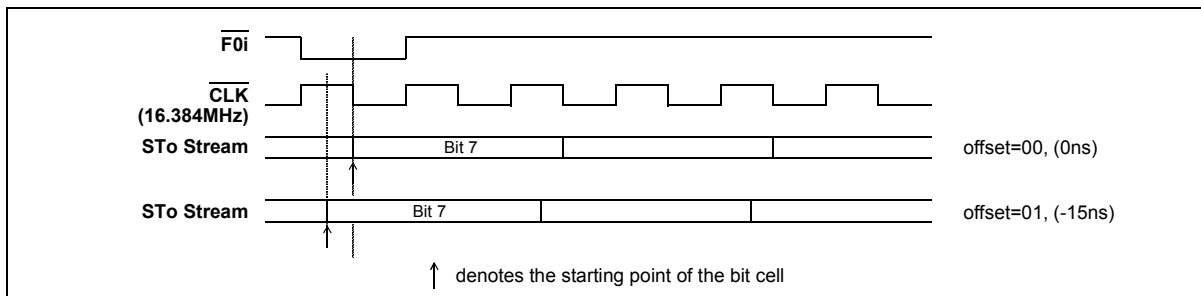 F0i
CLK
(16.384MHz)
STo Stream Bit 7 offset=00, (0ns)
STo Stream Bit 7 offset=01, (-15ns)
denotes the starting point of the bit cell